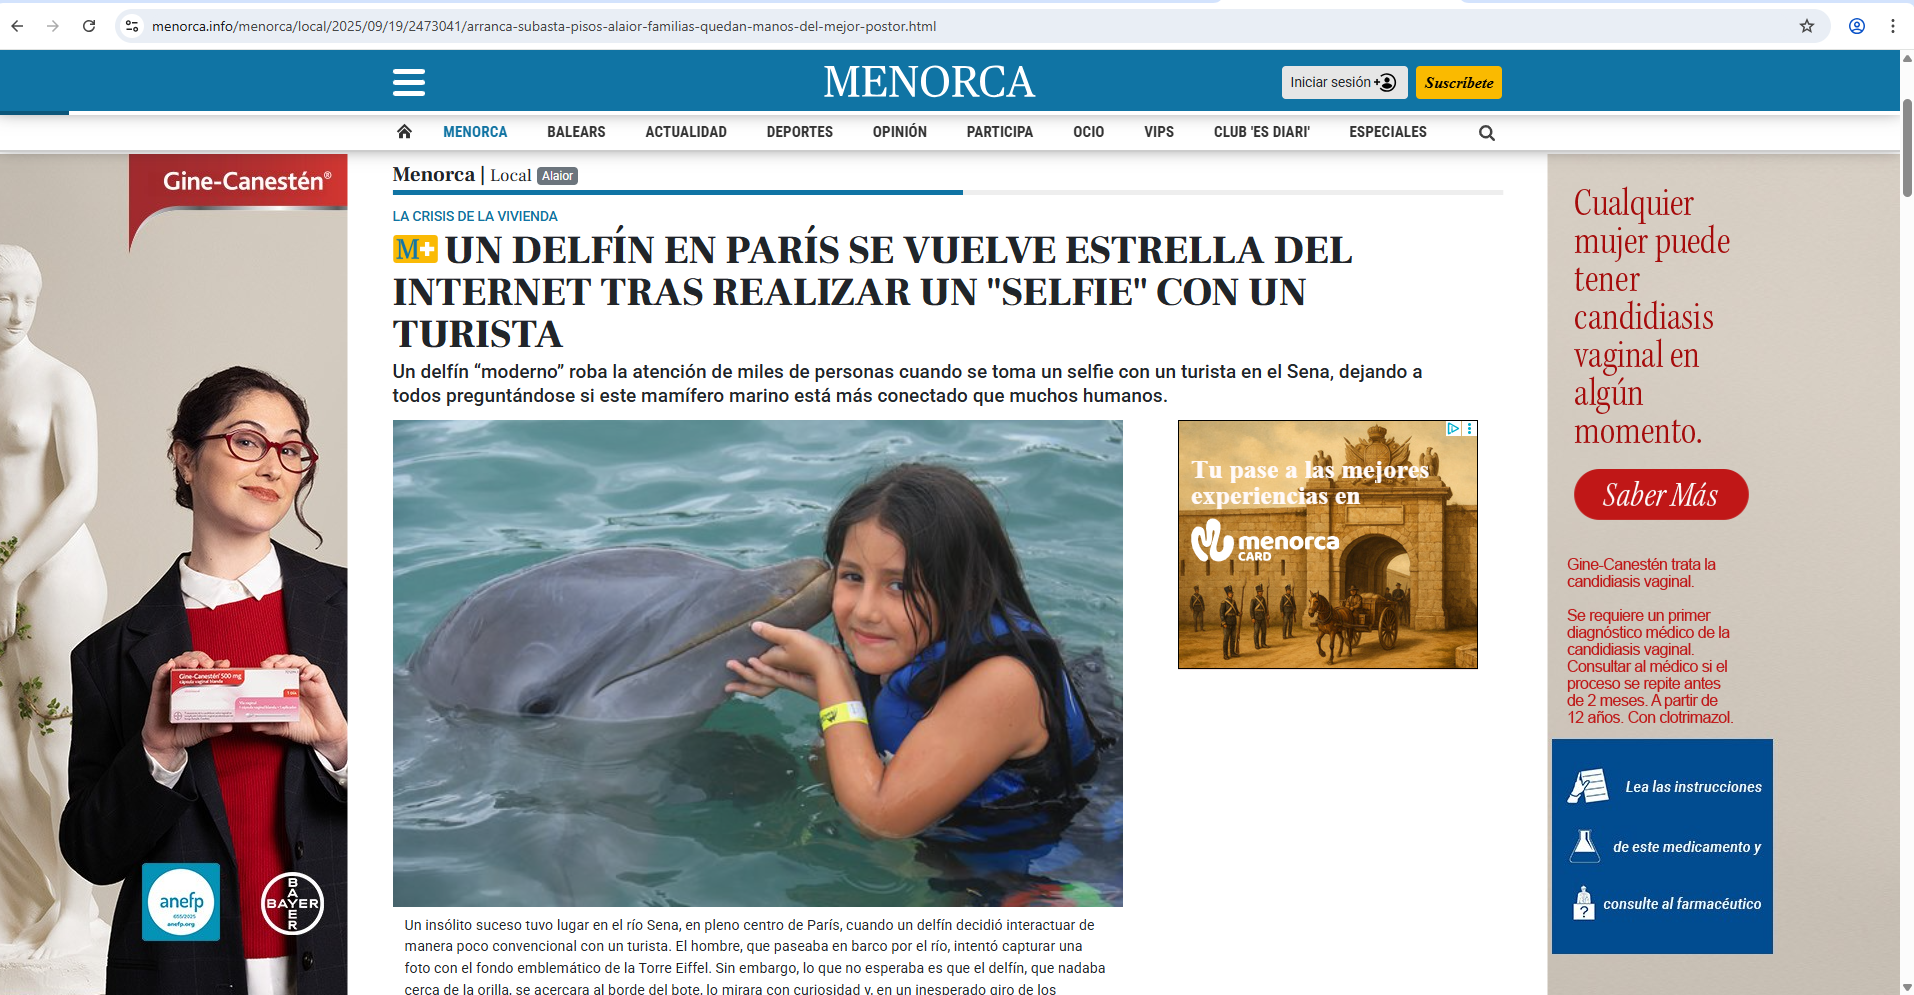 menorca.info/menorca/local/2025/09/19/2473041/arranca-subasta-pisos-alaior-familias-quedan-manos-del-mejor-postor.html
MENORCA
Iniciar sesión
Suscríbete
MENORCA BALEARS ACTUALIDAD DEPORTES OPINIÓN PARTICIPA OCIO VIPS CLUB 'ES DIARI' ESPECIALES
Menorca | Local Alaior
LA CRISIS DE LA VIVIENDA
M+ UN DELFÍN EN PARÍS SE VUELVE ESTRELLA DEL
INTERNET TRAS REALIZAR UN "SELFIE" CON UN
TURISTA
Un delfín “moderno” roba la atención de miles de personas cuando se toma un selfie con un turista en el Sena, dejando a
todos preguntándose si este mamífero marino está más conectado que muchos humanos.
Un insólito suceso tuvo lugar en el río Sena, en pleno centro de París, cuando un delfín decidió interactuar de
manera poco convencional con un turista. El hombre, que paseaba en barco por el río, intentó capturar una
foto con el fondo emblemático de la Torre Eiffel. Sin embargo, lo que no esperaba es que el delfín, que nadaba
cerca de la orilla, se acercara al borde del bote, lo mirara con curiosidad y, en un inesperado giro de los
Tu pase a las mejores
experiencias en
menorca
CARD
Gine-Canestén®
Gine-Canestén 500 mg
cápsula vaginal blanda
anefp
655/2025
anefp.org
BAYER
BAYER
Cualquier
mujer puede
tener
candidiasis
vaginal en
algún
momento.
Saber Más
Gine-Canestén trata la
candidiasis vaginal.
Se requiere un primer
diagnóstico médico de la
candidiasis vaginal.
Consultar al médico si el
proceso se repite antes
de 2 meses. A partir de
12 años. Con clotrimazol.
Lea las instrucciones
de este medicamento y
?
consulte al farmacéutico